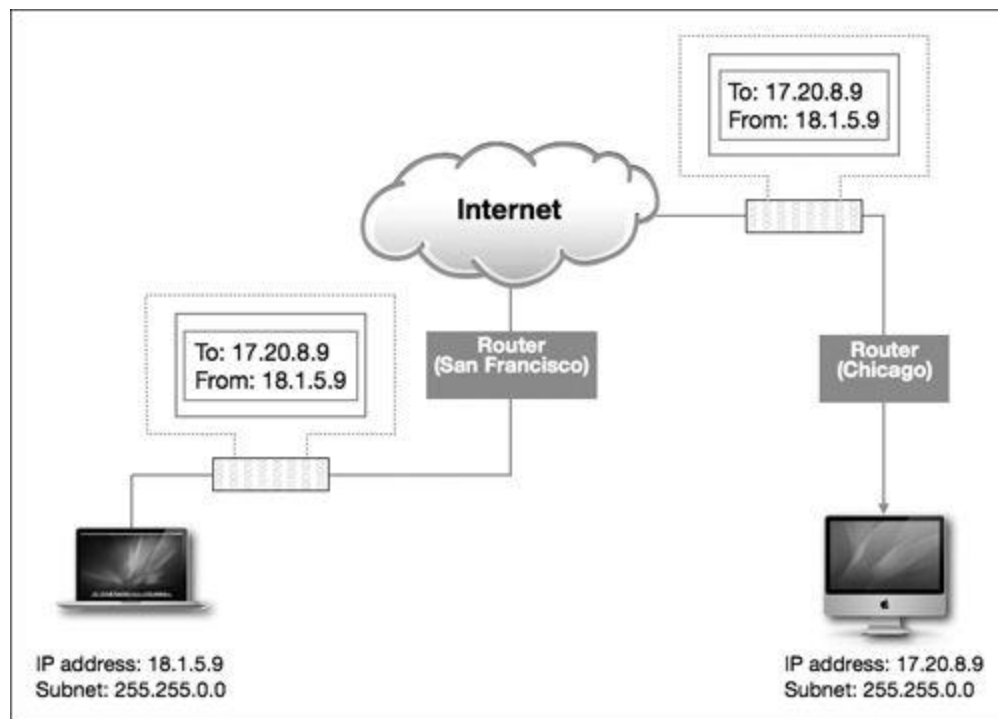 To: 17.20.8.9
From: 18.1.5.9
Internet
To: 17.20.8.9
From: 18.1.5.9
Router
(San Francisco)
Router
(Chicago)
IP address: 18.1.5.9
Subnet: 255.255.0.0
IP address: 17.20.8.9
Subnet: 255.255.0.0